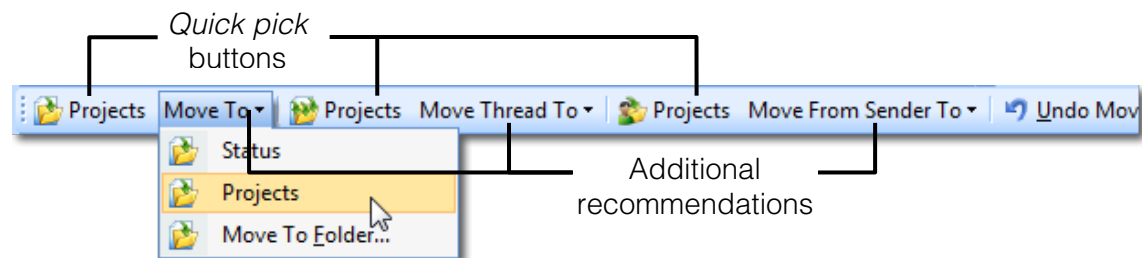 Quick pick
buttons
Projects Move To Projects Move Thread To Projects Move From Sender To Undo Mov
Status
Projects
Move To Folder...
Additional
recommendations